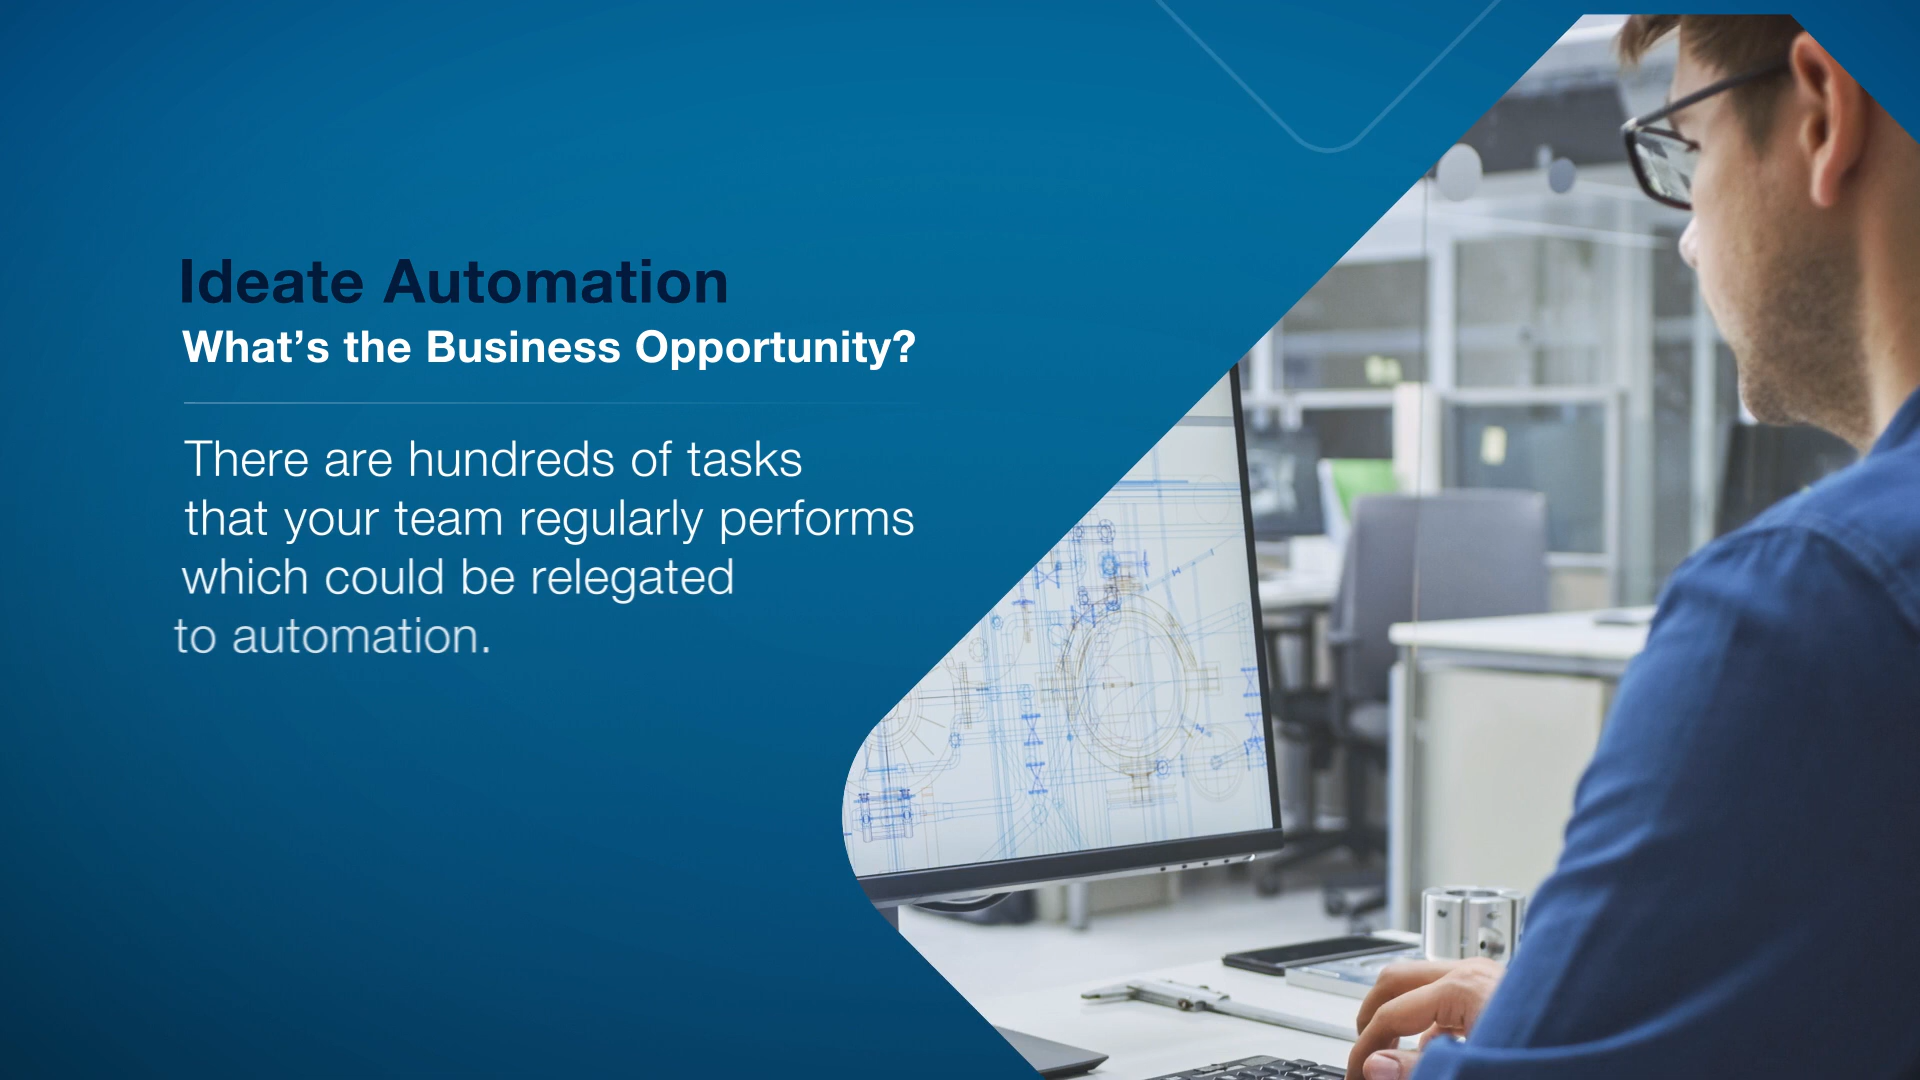 Ideate Automation
What’s the Business Opportunity?
There are hundreds of tasks
that your team regularly performs
which could be relegated
to automation.